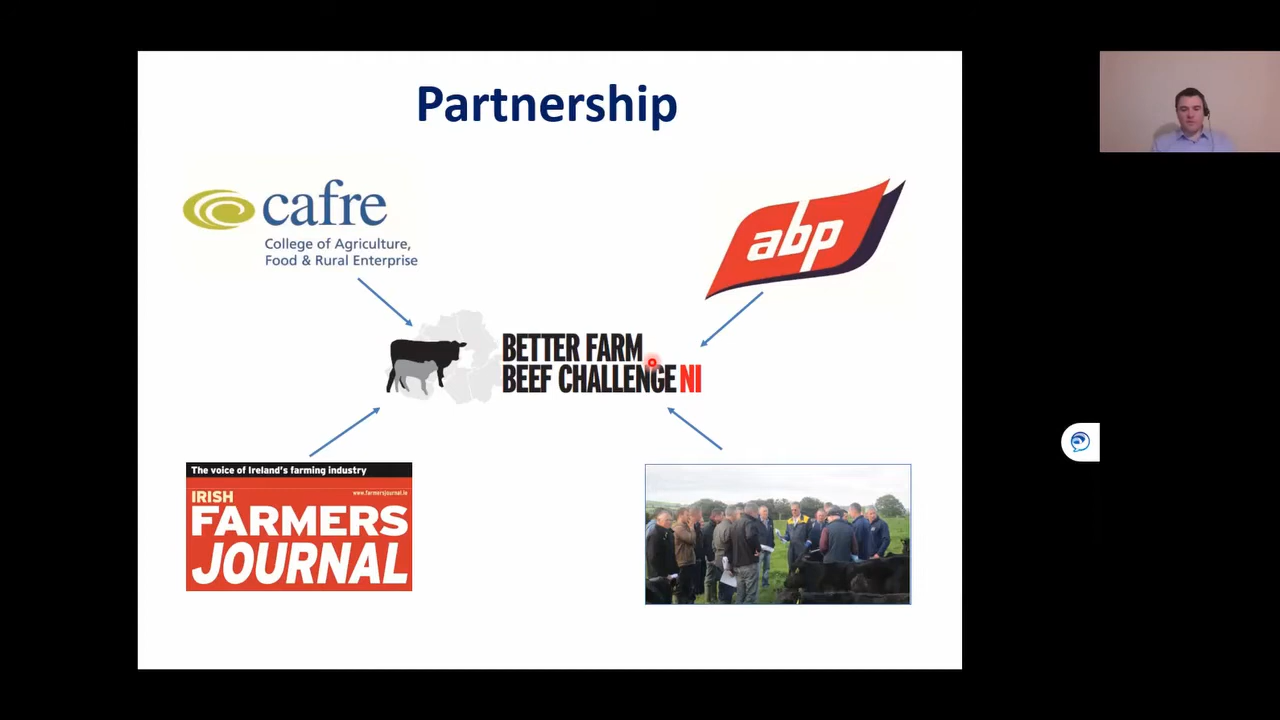 Partnership
cafre
College of Agriculture,
Food & Rural Enterprise
abp
BETTER FARM
BEEF CHALLENGE NI
The voice of Ireland's farming industry
www.farmersjournal.ie
IRISH
FARMERS
JOURNAL